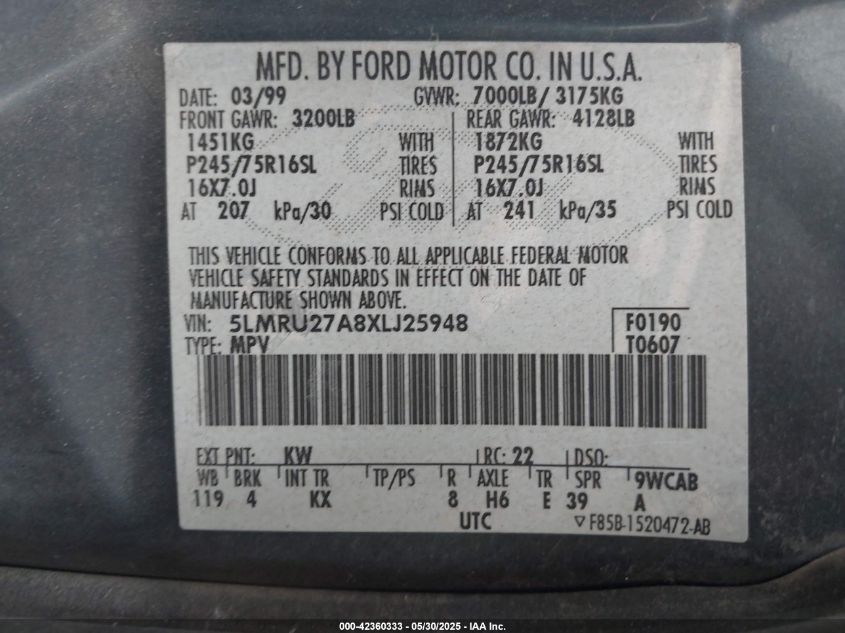 MFD. BY FORD MOTOR CO. IN U.S.A.
DATE: 03/99 GVWR: 7000LB/ 3175KG
FRONT GAWR: 3200LB REAR GAWR: 4128LB
1451KG WITH 1872KG WITH
P245/75R16SL TIRES P245/75R16SL TIRES
16X7.0J RIMS 16X7.0J RIMS
AT 207 kPa/30 PSI COLD AT 241 kPa/35 PSI COLD
THIS VEHICLE CONFORMS TO ALL APPLICABLE FEDERAL MOTOR
VEHICLE SAFETY STANDARDS IN EFFECT ON THE DATE OF
MANUFACTURE SHOWN ABOVE.
VIN: 5LMRU27A8XLJ25948 F0190
TYPE: MPV T0607
EXT PNT: KW RC: 22 DSO:
WB BRK INT TR TP/PS R AXLE TR SPR 9WCAB
119 4 KX 8 H6 E 39 A
UTC F85B-1520472-AB
000-42360333 - 05/30/2025 - IAA Inc.